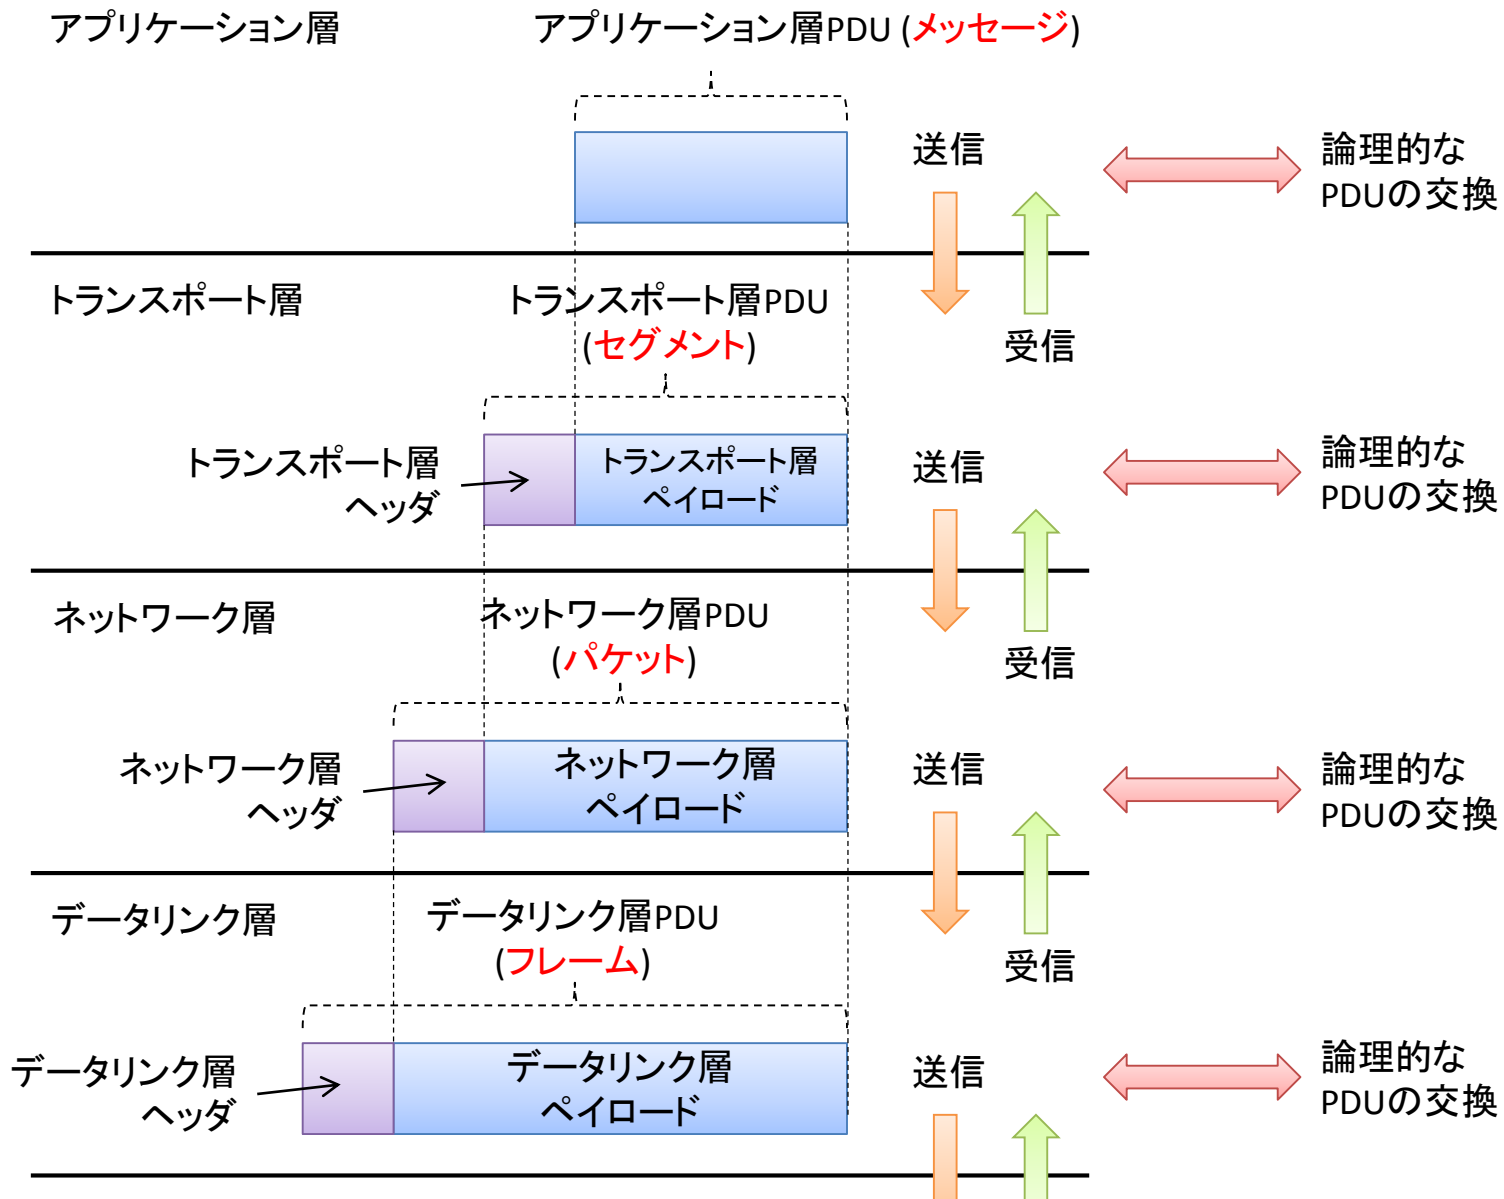 アプリケーション層
アプリケーション層PDU (メッセージ)
送信
論理的な
PDUの交換
トランスポート層
トランスポート層PDU
(セグメント)
受信
トランスポート層
ヘッダ
トランスポート層
ペイロード
送信
論理的な
PDUの交換
ネットワーク層
ネットワーク層PDU
(パケット)
受信
ネットワーク層
ヘッダ
ネットワーク層
ペイロード
送信
論理的な
PDUの交換
データリンク層
データリンク層PDU
(フレーム)
受信
データリンク層
ヘッダ
データリンク層
ペイロード
送信
論理的な
PDUの交換